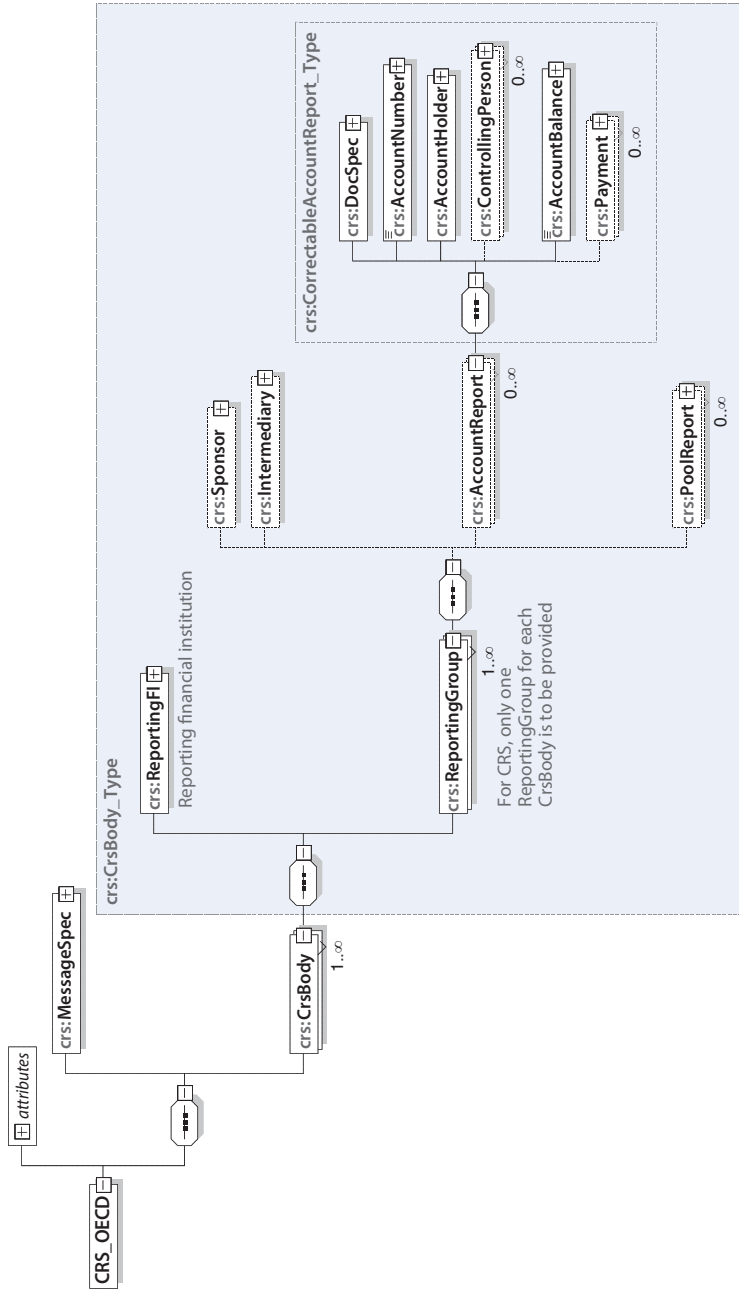 CRS_OECD
attributes
crs:MessageSpec
crs:CrsBody
1..∞
crs:CrsBody_Type
crs:ReportingFI
Reporting financial institution
crs:ReportingGroup
1..∞
For CRS, only one
ReportingGroup for each
CrsBody is to be provided
crs:Sponsor
crs:Intermediary
crs:AccountReport
0..∞
crs:PoolReport
0..∞
crs:CorrectableAccountReport_Type
crs:DocSpec
crs:AccountNumber
crs:AccountHolder
crs:ControllingPerson
0..∞
crs:AccountBalance
crs:Payment
0..∞